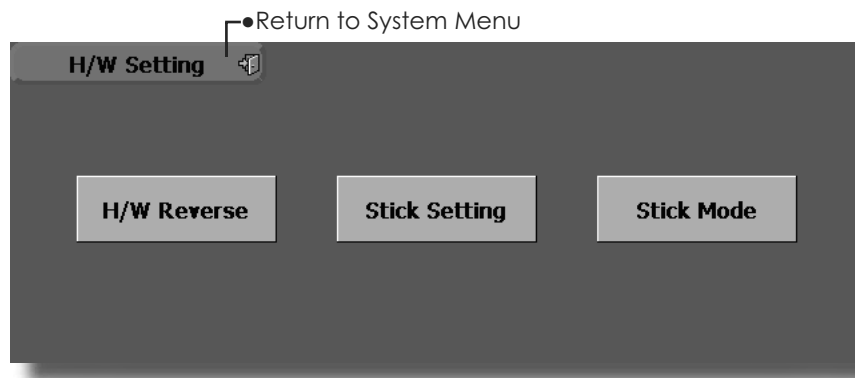 Return to System Menu
H/W Setting
H/W Reverse
Stick Setting
Stick Mode